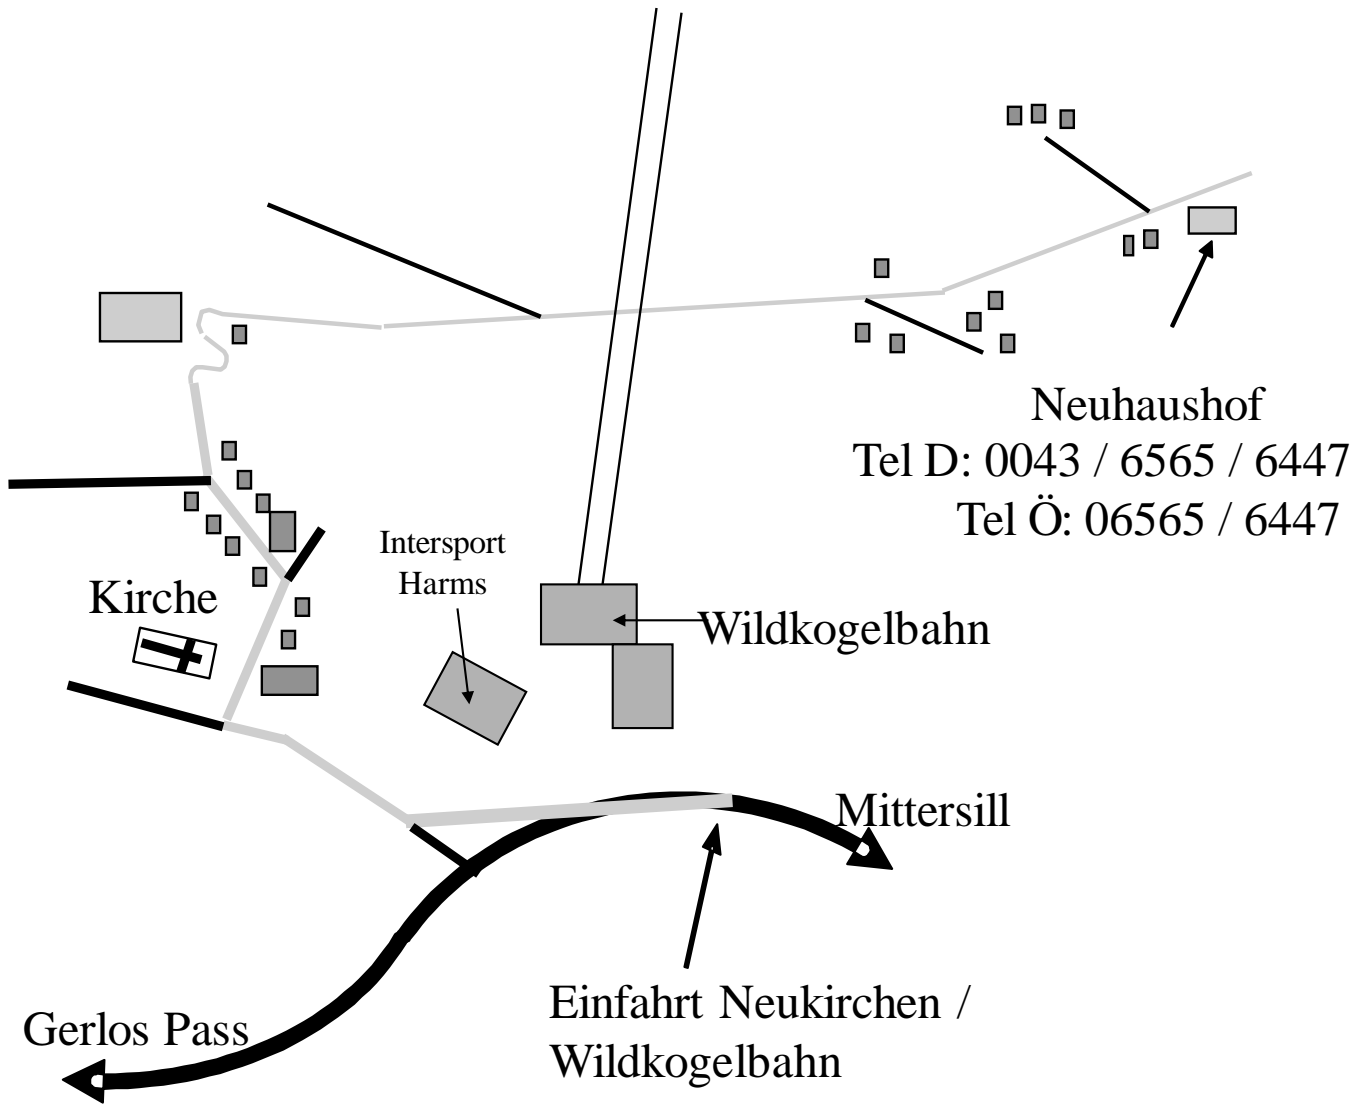 Neuhaushof
Tel D: 0043 / 6565 / 6447
Tel Ö: 06565 / 6447
Intersport
Harms
Kirche
Wildkogelbahn
Mittersill
Einfahrt Neukirchen /
Wildkogelbahn
Gerlos Pass